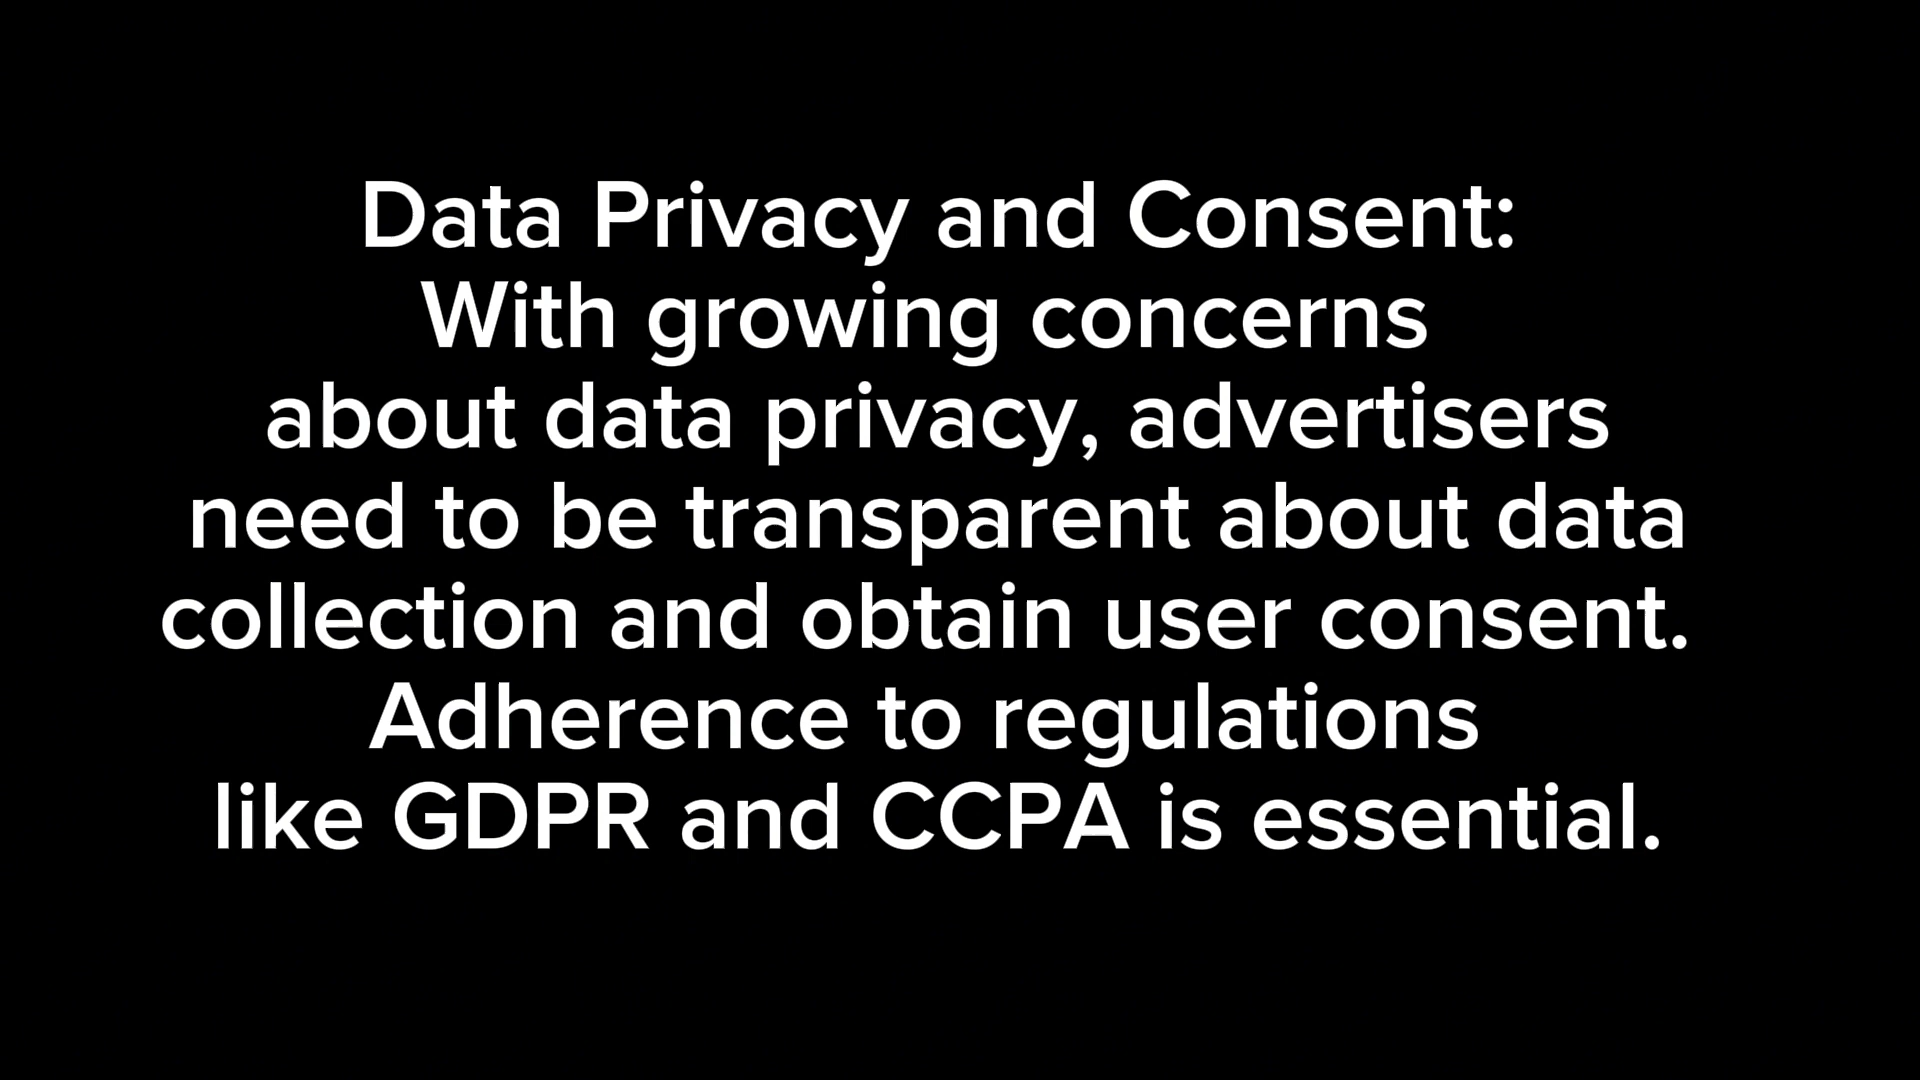 Data Privacy and Consent:
With growing concerns
about data privacy, advertisers
need to be transparent about data
collection and obtain user consent.
Adherence to regulations
like GDPR and CCPA is essential.